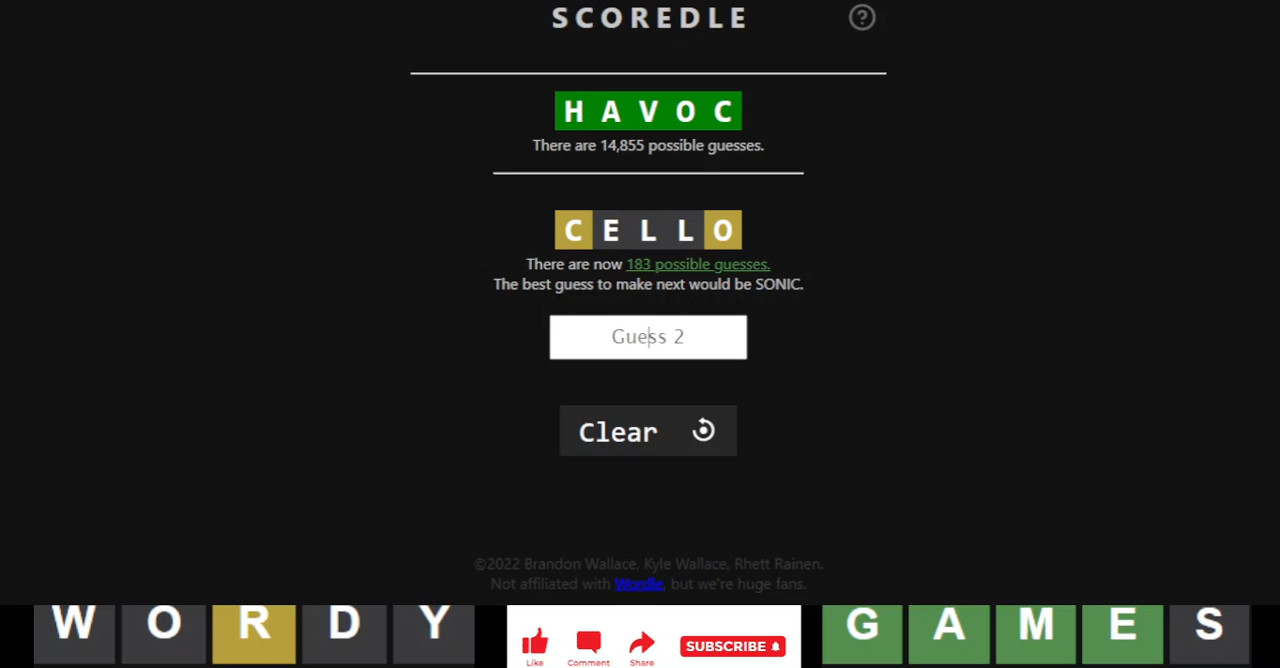 SCOREDLE ?
HAVOC
There are 14,855 possible guesses.
CELLO
There are now 183 possible guesses.
The best guess to make next would be SONIC.
Guess 2
Clear
©2022 Brandon Wallace, Kyle Wallace, Rhett Rainen.
Not affiliated with Wordle, but we're huge fans.
WORDY GAMES
Like Comment Share SUBSCRIBE